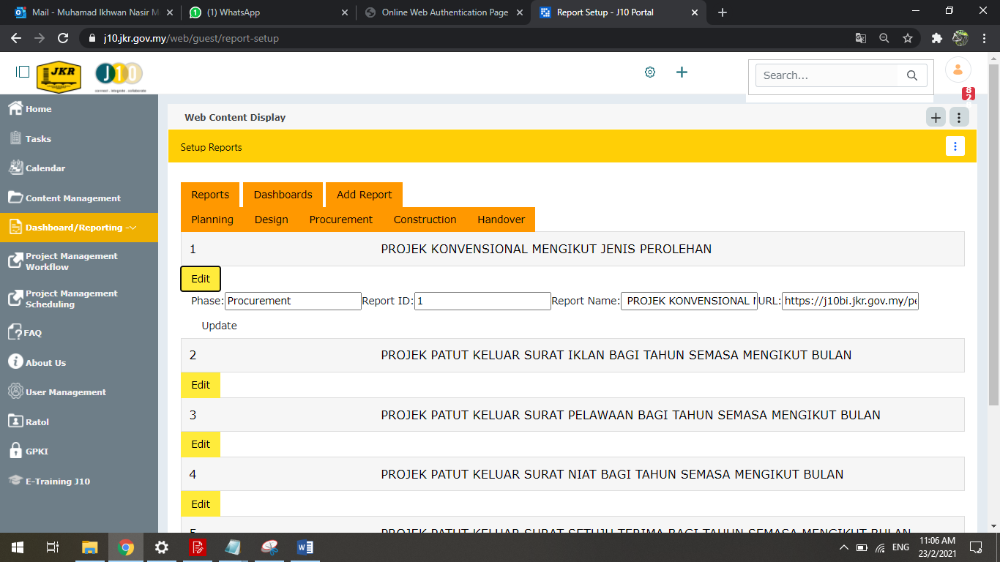 Mail - Muhamad Ikhwan Nasir M
(1) WhatsApp
Online Web Authentication Page
Report Setup - J10 Portal
j10.jkr.gov.my/web/guest/report-setup
JKR
J10
connect - integrate - collaborate
Search...
82
Home
Tasks
Calendar
Content Management
Dashboard/Reporting -
Project Management
Workflow
Project Management
Scheduling
FAQ
About Us
User Management
Ratol
GPKI
E-Training J10
Web Content Display
Setup Reports
Reports Dashboards Add Report
Planning Design Procurement Construction Handover
1 PROJEK KONVENSIONAL MENGIKUT JENIS PEROLEHAN
Edit
Phase: Procurement Report ID: 1 Report Name: PROJEK KONVENSIONAL URL: https://j10bi.jkr.gov.my/pe
Update
2 PROJEK PATUT KELUAR SURAT IKLAN BAGI TAHUN SEMASA MENGIKUT BULAN
Edit
3 PROJEK PATUT KELUAR SURAT PELAWAAN BAGI TAHUN SEMASA MENGIKUT BULAN
Edit
4 PROJEK PATUT KELUAR SURAT NIAT BAGI TAHUN SEMASA MENGIKUT BULAN
Edit
5 PROJEK PATUT KELUAR SURAT SETUJU TERIMA BAGI TAHUN SEMASA MENGIKUT BULAN
ENG
11:06 AM
23/2/2021